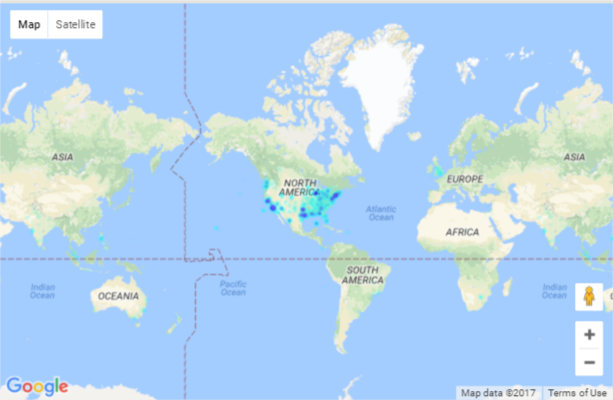 Map Satellite
ASIA
NORTH
AMERICA
EUROPE
ASIA
Atlantic
Ocean
AFRICA
SOUTH
AMERICA
Indian
Ocean
OCEANIA
Pacific
Ocean
Indian
Ocean
Google
Map data ©2017 Terms of Use